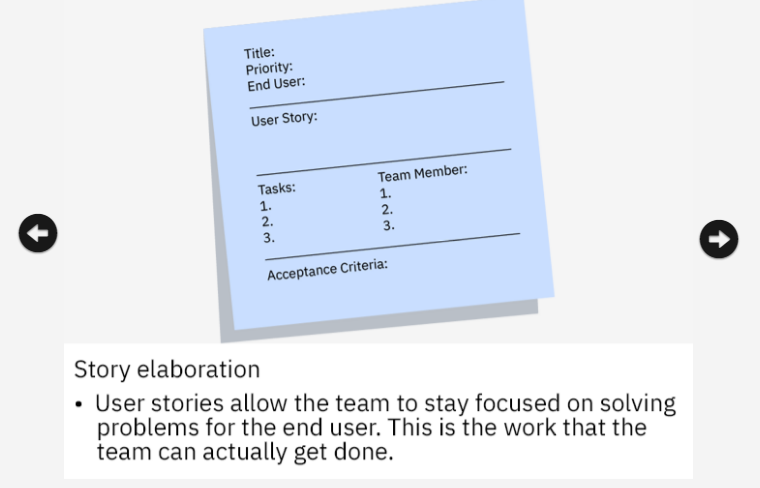 Title:
Priority:
End User:
User Story:
Tasks:
1.
2.
3.
Team Member:
1.
2.
3.
Acceptance Criteria:
Story elaboration
• User stories allow the team to stay focused on solving
problems for the end user. This is the work that the
team can actually get done.